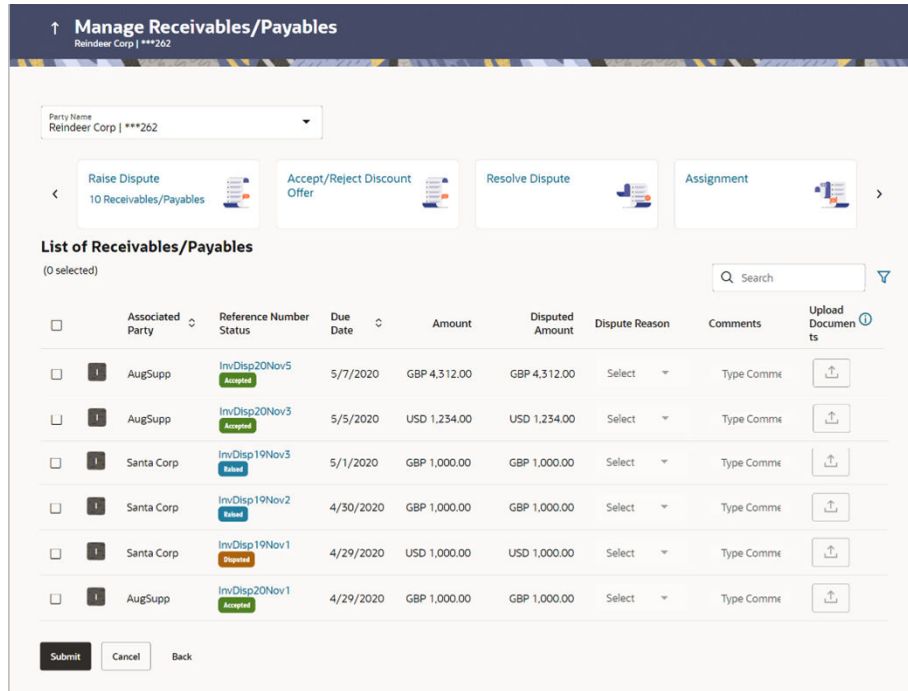 Manage Receivables/Payables
Reindeer Corp | ***262
Party Name
Reindeer Corp | ***262
Raise Dispute
10 Receivables/Payables
Accept/Reject Discount
Offer
Resolve Dispute
Assignment
List of Receivables/Payables
(0 selected)
Search
Associated Party Reference Number Status Due Date Amount Disputed Amount Dispute Reason Comments Upload Documen ts
I AugSupp InvDisp20Nov5 5/7/2020 GBP 4,312.00 GBP 4,312.00 Select Type Comme
Accepted
I AugSupp InvDisp20Nov3 5/5/2020 USD 1,234.00 USD 1,234.00 Select Type Comme
Accepted
I Santa Corp InvDisp19Nov3 5/1/2020 GBP 1,000.00 GBP 1,000.00 Select Type Comme
Raised
I Santa Corp InvDisp19Nov2 4/30/2020 GBP 1,000.00 GBP 1,000.00 Select Type Comme
Raised
I Santa Corp InvDisp19Nov1 4/29/2020 USD 1,000.00 USD 1,000.00 Select Type Comme
Disputed
I AugSupp InvDisp20Nov1 4/29/2020 GBP 1,000.00 GBP 1,000.00 Select Type Comme
Accepted
Submit Cancel Back